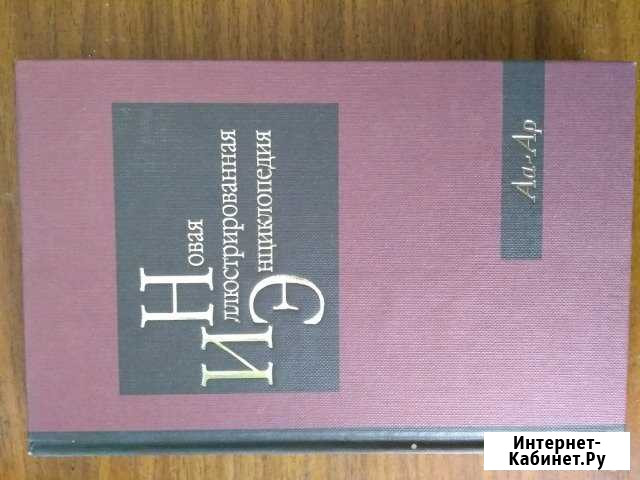 Новая
Иллюстрированная
Энциклопедия
Аа-Ар
Интернет-
Кабинет.Ру